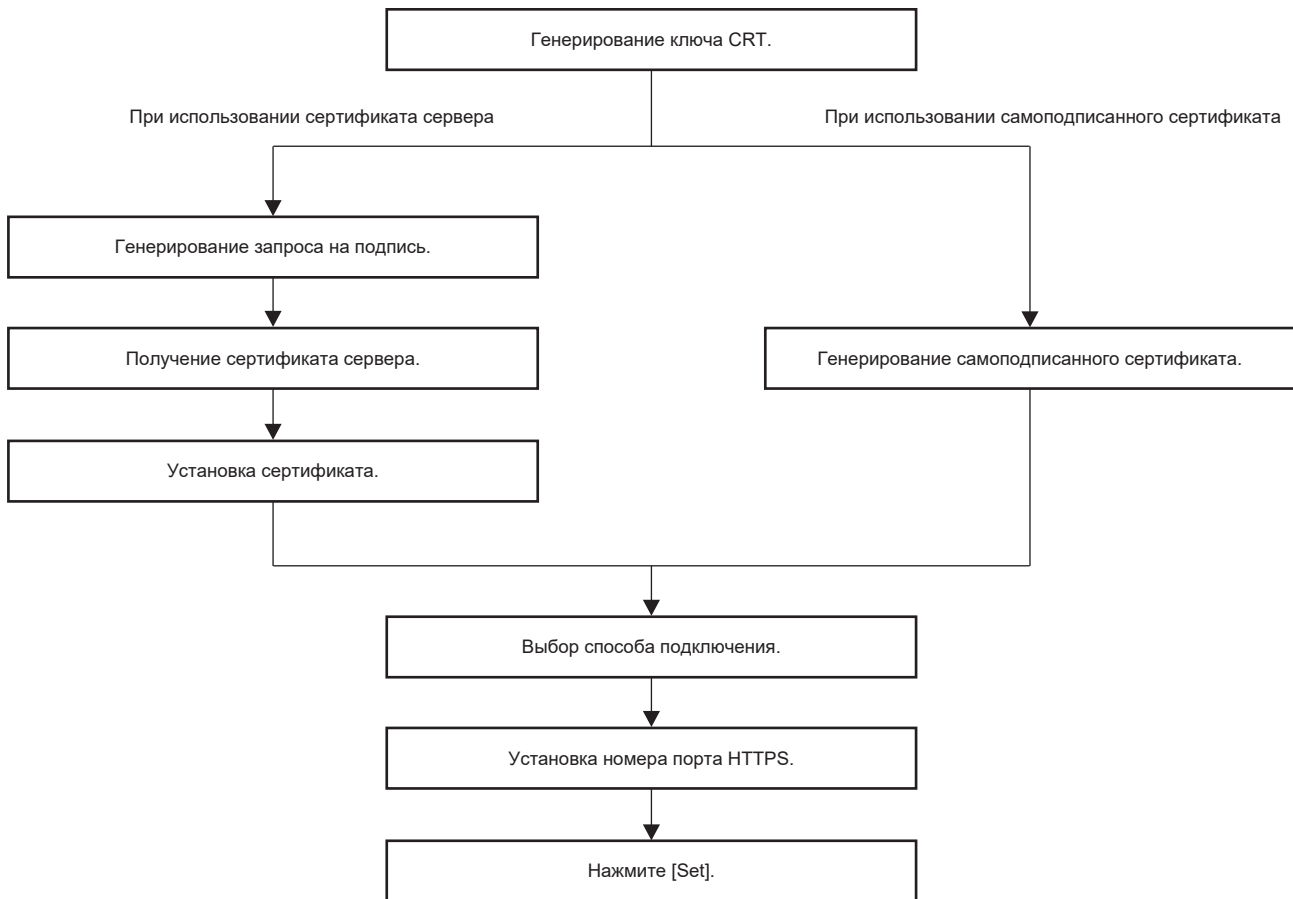 Генерирование ключа CRT.
При использовании сертификата сервера
При использовании самоподписанного сертификата
Генерирование запроса на подпись.
Получение сертификата сервера.
Генерирование самоподписанного сертификата.
Установка сертификата.
Выбор способа подключения.
Установка номера порта HTTPS.
Нажмите [Set].